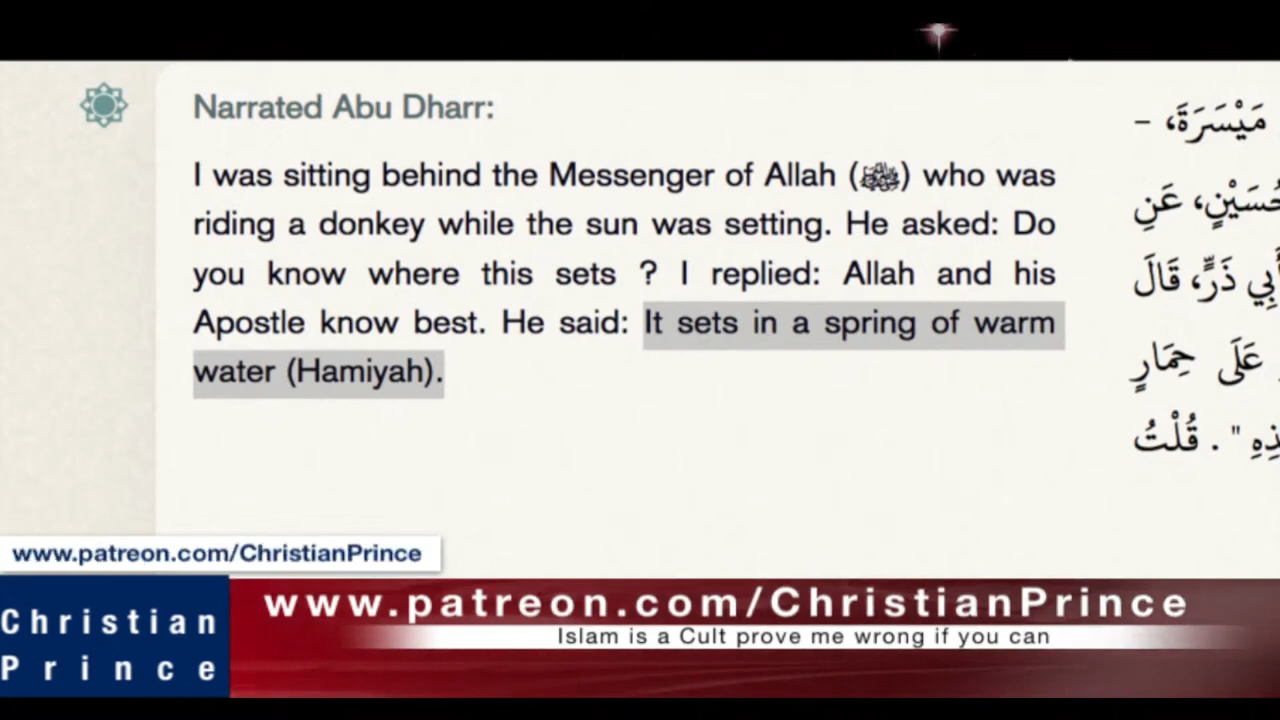 Narrated Abu Dharr:
I was sitting behind the Messenger of Allah (ﷺ) who was
riding a donkey while the sun was setting. He asked: Do
you know where this sets ? I replied: Allah and his
Apostle know best. He said: It sets in a spring of warm
water (Hamiyah).
مَيْسَرَةَ، -
حُسَيْنٍ، عَنِ
أَبِي ذَرٍّ، قَالَ
عَلَى حِمَارٍ
" . قُلْتُ
www.patreon.com/ChristianPrince
Christian
Prince
www.patreon.com/ChristianPrince
Islam is a Cult prove me wrong if you can